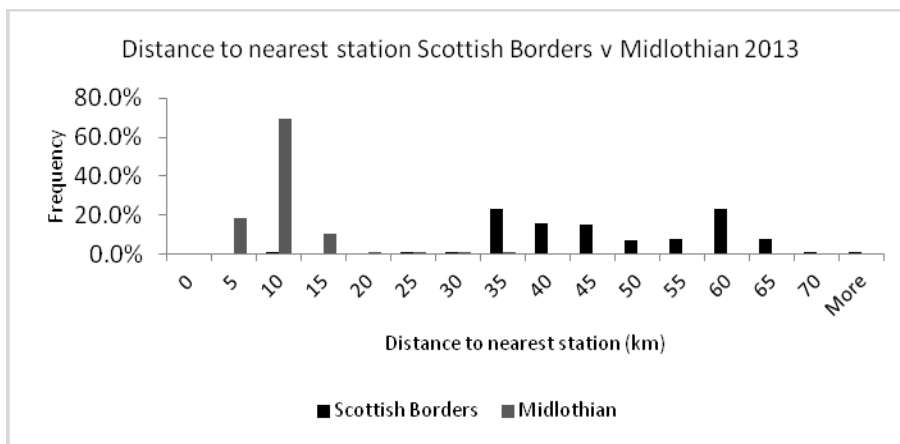 Distance to nearest station Scottish Borders v Midlothian 2013
80.0%
60.0%
40.0%
20.0%
0.0%
Frequency
0 5 10 15 20 25 30 35 40 45 50 55 60 65 70 More
Distance to nearest station (km)
Scottish Borders Midlothian